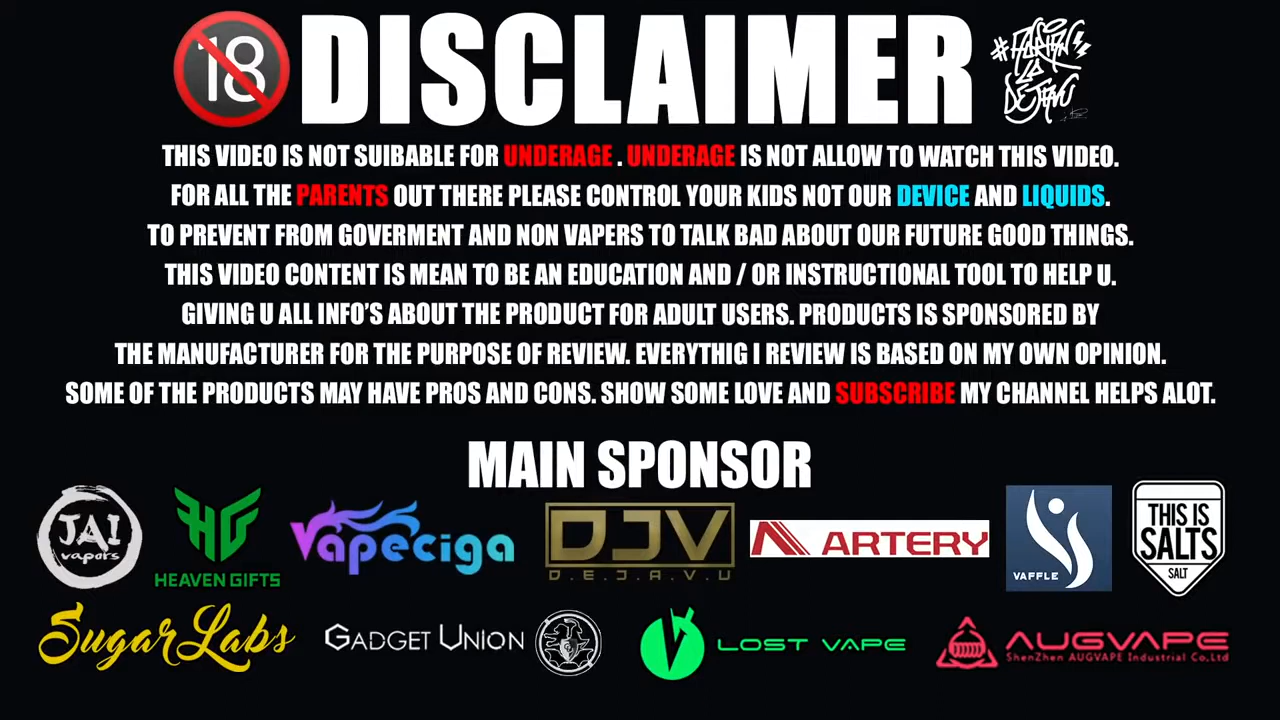 18 DISCLAIMER
THIS VIDEO IS NOT SUIBABLE FOR UNDERAGE . UNDERAGE IS NOT ALLOW TO WATCH THIS VIDEO.
FOR ALL THE PARENTS OUT THERE PLEASE CONTROL YOUR KIDS NOT OUR DEVICE AND LIQUIDS.
TO PREVENT FROM GOVERMENT AND NON VAPERS TO TALK BAD ABOUT OUR FUTURE GOOD THINGS.
THIS VIDEO CONTENT IS MEAN TO BE AN EDUCATION AND / OR INSTRUCTIONAL TOOL TO HELP U.
GIVING U ALL INFO'S ABOUT THE PRODUCT FOR ADULT USERS. PRODUCTS IS SPONSORED BY
THE MANUFACTURER FOR THE PURPOSE OF REVIEW. EVERYTHIG I REVIEW IS BASED ON MY OWN OPINION.
SOME OF THE PRODUCTS MAY HAVE PROS AND CONS. SHOW SOME LOVE AND SUBSCRIBE MY CHANNEL HELPS ALOT.
MAIN SPONSOR
JAI
vapors
HG
HEAVEN GIFTS
Vapeciga
DJV
D.E.J.A.V.U
ARTERY
VAFFLE
THIS IS
SALTS
SALT
SugarLabs
GADGET UNION
LOST VAPE
AUGVAPE
ShenZhen AUGVAPE Industrial Co.,Ltd